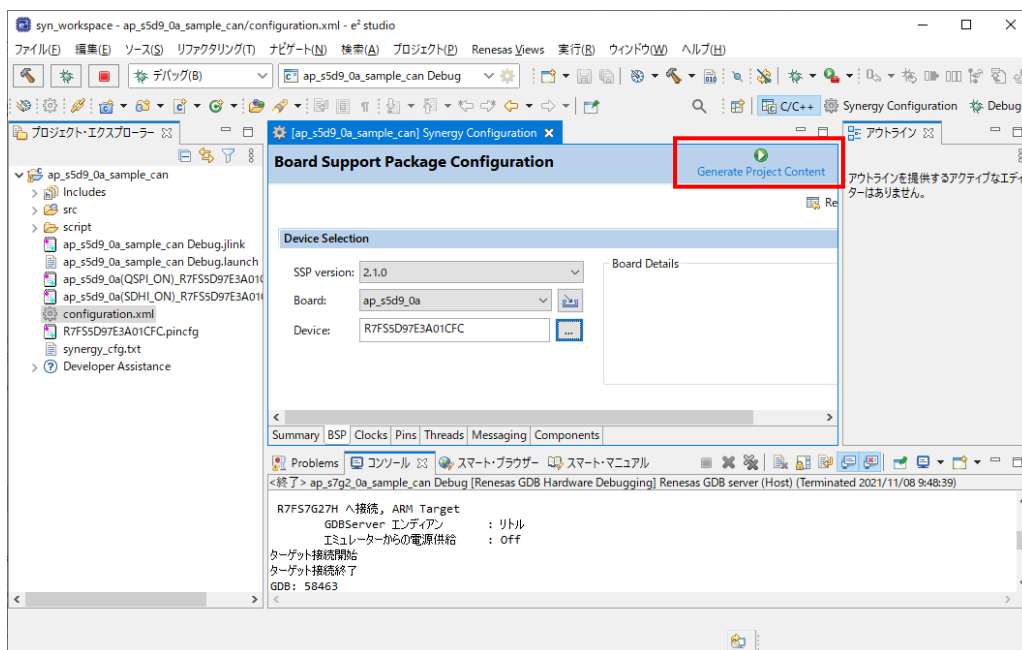 syn_workspace - ap_s5d9_0a_sample_can/configuration.xml - e² studio
ファイル(F) 編集(E) ソース(S) リファクタリング(T) ナビゲート(N) 検索(A) プロジェクト(P) Renesas Views 実行(R) ウィンドウ(W) ヘルプ(H)
デバッグ(B) ap_s5d9_0a_sample_can Debug
C/C++ Synergy Configuration Debug
プロジェクト・エクスプローラー
ap_s5d9_0a_sample_can
Includes
src
script
ap_s5d9_0a_sample_can Debug.jlink
ap_s5d9_0a_sample_can Debug.launch
ap_s5d9_0a(QSPI_ON)_R7FS5D97E3A01
ap_s5d9_0a(SDHI_ON)_R7FS5D97E3A01
configuration.xml
R7FS5D97E3A01CFC.pincfg
synergy_cfg.txt
Developer Assistance
[ap_s5d9_0a_sample_can] Synergy Configuration
Board Support Package Configuration
Generate Project Content
Re
Device Selection
SSP version: 2.1.0
Board: ap_s5d9_0a
Device: R7FS5D97E3A01CFC
...
Board Details
Summary BSP Clocks Pins Threads Messaging Components
アウトライン
アウトラインを提供するアクティブなエディ
ターはありません。
Problems コンソール スマート・ブラウザー スマート・マニュアル
<終了> ap_s7g2_0a_sample_can Debug [Renesas GDB Hardware Debugging] Renesas GDB server (Host) (Terminated 2021/11/08 9:48:39)
R7FS7G27H へ接続, ARM Target
GDBServer エンディアン : リトル
エミュレーターからの電源供給 : Off
ターゲット接続開始
ターゲット接続終了
GDB: 58463